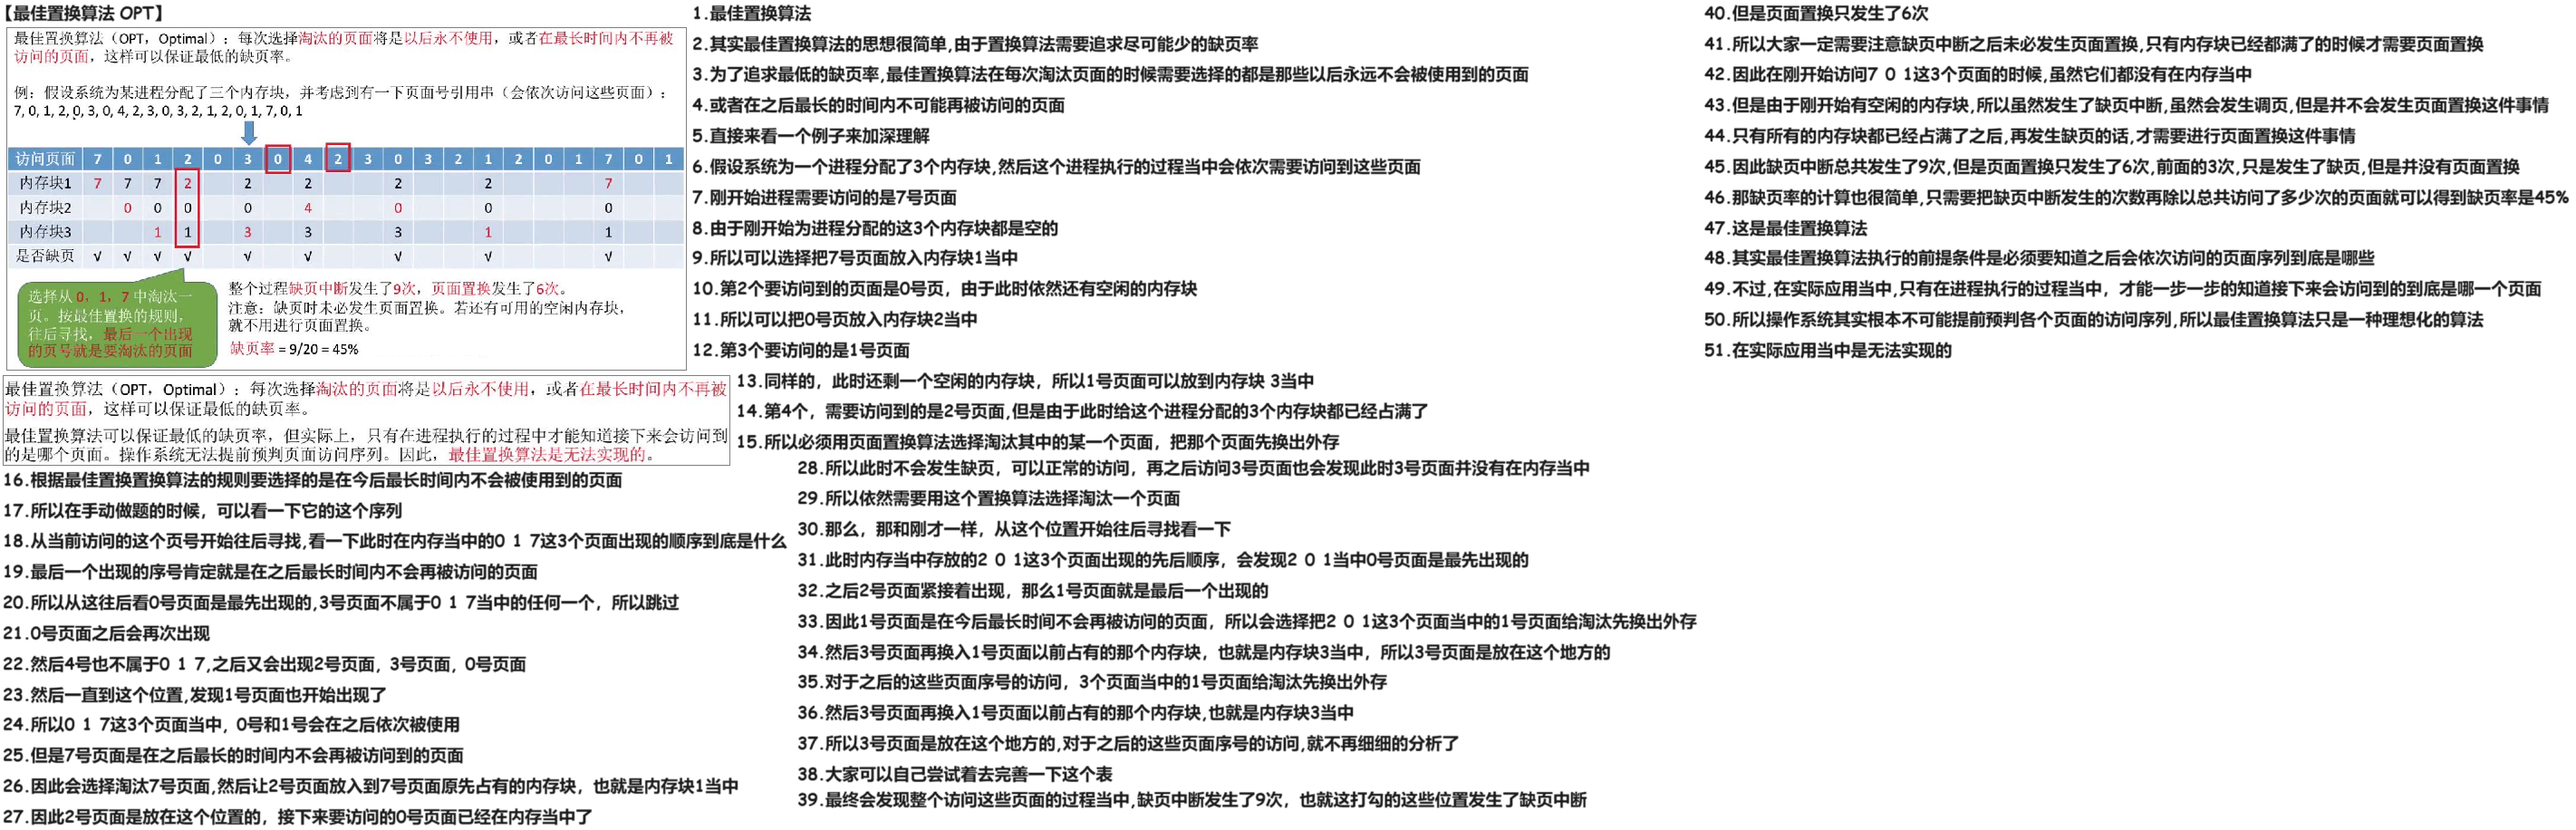 【最佳置换算法 OPT】
最佳置换算法（OPT，Optimal）：每次选择淘汰的页面将是以后永不使用，或者在最长时间内不再被
访问的页面，这样可以保证最低的缺页率。
例：假设系统为某进程分配了三个内存块，并考虑到有一下页面号引用串（会依次访问这些页面）：
7, 0, 1, 2, 0, 3, 0, 4, 2, 3, 0, 3, 2, 1, 2, 0, 1, 7, 0, 1
访问页面 7 0 1 2 0 3 0 4 2 3 0 3 2 1 2 0 1 7 0 1
内存块1 7 7 7 2 2 2 2 2 7
内存块2 0 0 0 0 4 0 0 0
内存块3 1 1 3 3 3 1 1
是否缺页 √ √ √ √ √ √ √ √ √
选择从 0，1，7 中淘汰一
页。按最佳置换的规则，
往后寻找，最后一个出现
的页号就是要淘汰的页面
整个过程缺页中断发生了9次，页面置换发生了6次。
注意：缺页时未必发生页面置换。若还有可用的空闲内存块，
就不用进行页面置换。
缺页率 = 9/20 = 45%
最佳置换算法（OPT，Optimal）：每次选择淘汰的页面将是以后永不使用，或者在最长时间内不再被
访问的页面，这样可以保证最低的缺页率。
最佳置换算法可以保证最低的缺页率，但实际上，只有在进程执行的过程中才能知道接下来会访问到
的是哪个页面。操作系统无法提前预判页面访问序列。因此，最佳置换算法是无法实现的。
1.最佳置换算法
2.其实最佳置换算法的思想很简单,由于置换算法需要追求尽可能少的缺页率
3.为了追求最低的缺页率,最佳置换算法在每次淘汰页面的时候需要选择的都是那些以后永远不会被使用到的页面
4.或者在之后最长的时间内不可能再被访问的页面
5.直接来看一个例子来加深理解
6.假设系统为一个进程分配了3个内存块,然后这个进程执行的过程当中会依次需要访问到这些页面
7.刚开始进程需要访问的是7号页面
8.由于刚开始为进程分配的这3个内存块都是空的
9.所以可以选择把7号页面放入内存块1当中
10.第2个要访问到的页面是0号页，由于此时依然还有空闲的内存块
11.所以可以把0号页放入内存块2当中
12.第3个要访问的是1号页面
13.同样的，此时还剩一个空闲的内存块，所以1号页面可以放到内存块 3当中
14.第4个，需要访问到的是2号页面,但是由于此时给这个进程分配的3个内存块都已经占满了
15.所以必须用页面置换算法选择淘汰其中的某一个页面，把那个页面先换出外存
16.根据最佳置换置换算法的规则要选择的是在今后最长时间内不会被使用到的页面
17.所以在手动做题的时候，可以看一下它的这个序列
18.从当前访问的这个页号开始往后寻找,看一下此时在内存当中的0 1 7这3个页面出现的顺序到底是什么
19.最后一个出现的序号肯定就是在之后最长时间内不会再被访问的页面
20.所以从这往后看0号页面是最先出现的,3号页面不属于0 1 7当中的任何一个，所以跳过
21.0号页面之后会再次出现
22.然后4号也不属于0 1 7,之后又会出现2号页面，3号页面，0号页面
23.然后一直到这个位置,发现1号页面也开始出现了
24.所以0 1 7这3个页面当中，0号和1号会在之后依次被使用
25.但是7号页面是在之后最长的时间内不会再被访问到的页面
26.因此会选择淘汰7号页面,然后让2号页面放入到7号页面原先占有的内存块，也就是内存块1当中
27.因此2号页面是放在这个位置的，接下来要访问的0号页面已经在内存当中了
28.所以此时不会发生缺页，可以正常的访问，再之后访问3号页面也会发现此时3号页面并没有在内存当中
29.所以依然需要用这个置换算法选择淘汰一个页面
30.那么，那和刚才一样，从这个位置开始往后寻找看一下
31.此时内存当中存放的2 0 1这3个页面出现的先后顺序，会发现2 0 1当中0号页面是最先出现的
32.之后2号页面紧接着出现，那么1号页面就是最后一个出现的
33.因此1号页面是在今后最长时间不会再被访问的页面，所以会选择把2 0 1这3个页面当中的1号页面给淘汰先换出外存
34.然后3号页面再换入1号页面以前占有的那个内存块，也就是内存块3当中，所以3号页面是放在这个地方的
35.对于之后的这些页面序号的访问，3个页面当中的1号页面给淘汰先换出外存
36.然后3号页面再换入1号页面以前占有的那个内存块,也就是内存块3当中
37.所以3号页面是放在这个地方的,对于之后的这些页面序号的访问,就不再细细的分析了
38.大家可以自己尝试着去完善一下这个表
39.最终会发现整个访问这些页面的过程当中,缺页中断发生了9次，也就这打勾的这些位置发生了缺页中断
40.但是页面置换只发生了6次
41.所以大家一定需要注意缺页中断之后未必发生页面置换,只有内存块已经都满了的时候才需要页面置换
42.因此在刚开始访问7 0 1这3个页面的时候,虽然它们都没有在内存当中
43.但是由于刚开始有空闲的内存块,所以虽然发生了缺页中断,虽然会发生调页,但是并不会发生页面置换这件事情
44.只有所有的内存块都已经占满了之后,再发生缺页的话,才需要进行页面置换这件事情
45.因此缺页中断总共发生了9次,但是页面置换只发生了6次,前面的3次,只是发生了缺页,但是并没有页面置换
46.那缺页率的计算也很简单,只需要把缺页中断发生的次数再除以总共访问了多少次的页面就可以得到缺页率是45%
47.这是最佳置换算法
48.其实最佳置换算法执行的前提条件是必须要知道之后会依次访问的页面序列到底是哪些
49.不过,在实际应用当中,只有在进程执行的过程当中，才能一步一步的知道接下来会访问到的到底是哪一个页面
50.所以操作系统其实根本不可能提前预判各个页面的访问序列,所以最佳置换算法只是一种理想化的算法
51.在实际应用当中是无法实现的